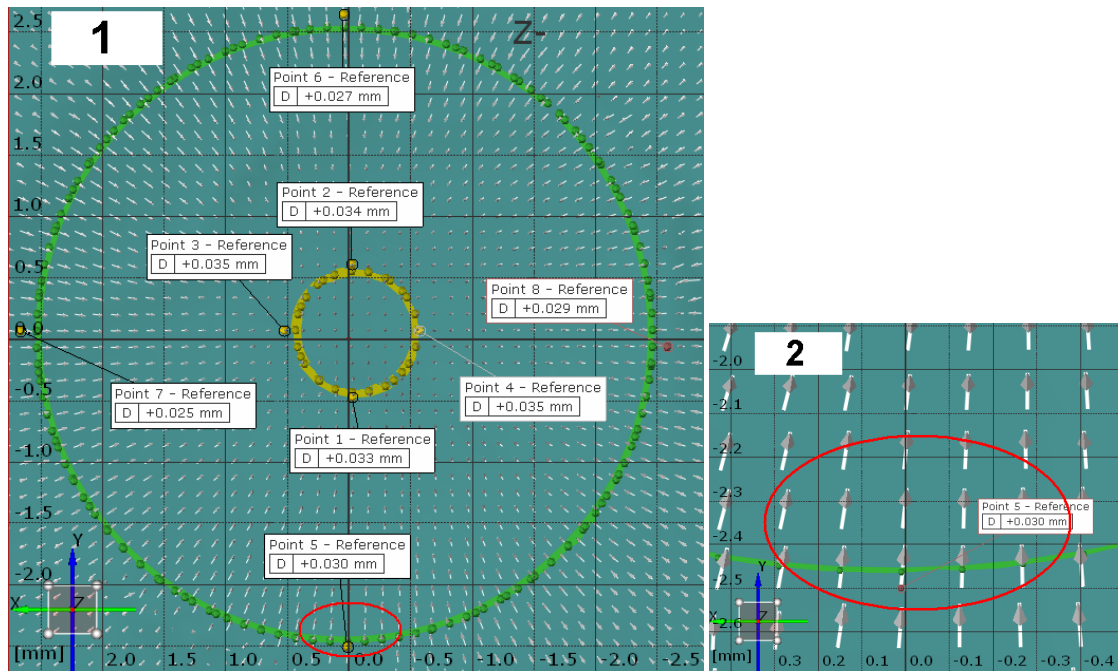 1
Z-
2.5
Point 6 - Reference
D +0.027 mm
2.0
1.5
Point 2 - Reference
D +0.034 mm
1.0
Point 3 - Reference
D +0.035 mm
0.5
Point 8 - Reference
D +0.029 mm
0.0
Point 7 - Reference
D +0.025 mm
Point 4 - Reference
D +0.035 mm
-0.5
Point 1 - Reference
D +0.033 mm
-1.0
-1.5
Point 5 - Reference
D +0.030 mm
Y
-2.0
X
Z
[mm] 2.0 1.5 1.0 0.5 0.0 -0.5 -1.0 -1.5 -2.0 -2.5
2
-2.0
-2.1
-2.2
-2.3
Point 5 - Reference
D +0.030 mm
-2.4
Y
-2.5
X
Z
-2.6
[mm] 0.3 0.2 0.1 0.0 -0.1 -0.2 -0.3 -0.4